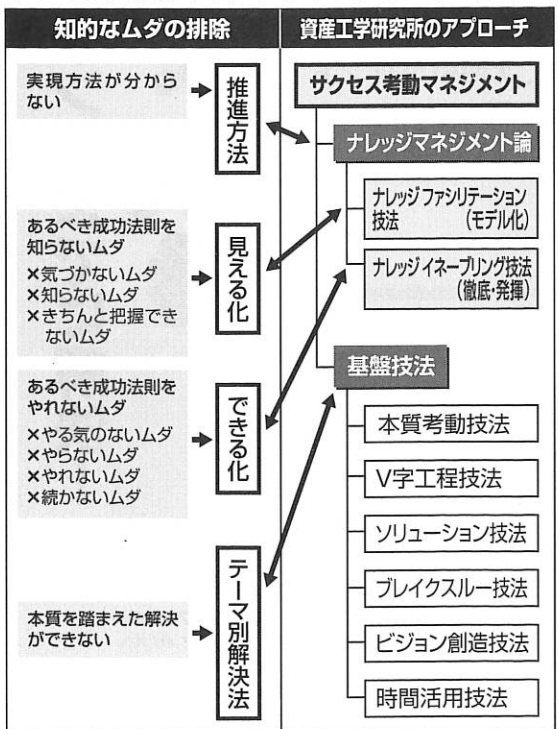 知的なムダの排除
資産工学研究所のアプローチ
実現方法が分から
ない
推進方法
あるべき成功法則を
知らないムダ
×気づかないムダ
×知らないムダ
×きちんと把握でき
ないムダ
見える化
あるべき成功法則を
やれないムダ
×やる気のないムダ
×やらないムダ
×やれないムダ
×続かないムダ
できる化
本質を踏まえた解決
ができない
テーマ別解決法
サクセス考動マネジメント
ナレッジマネジメント論
ナレッジファシリテーション
技法 (モデル化)
ナレッジイネーブリング技法
(徹底・発揮)
基盤技法
本質考動技法
V字工程技法
ソリューション技法
ブレイクスルー技法
ビジョン創造技法
時間活用技法